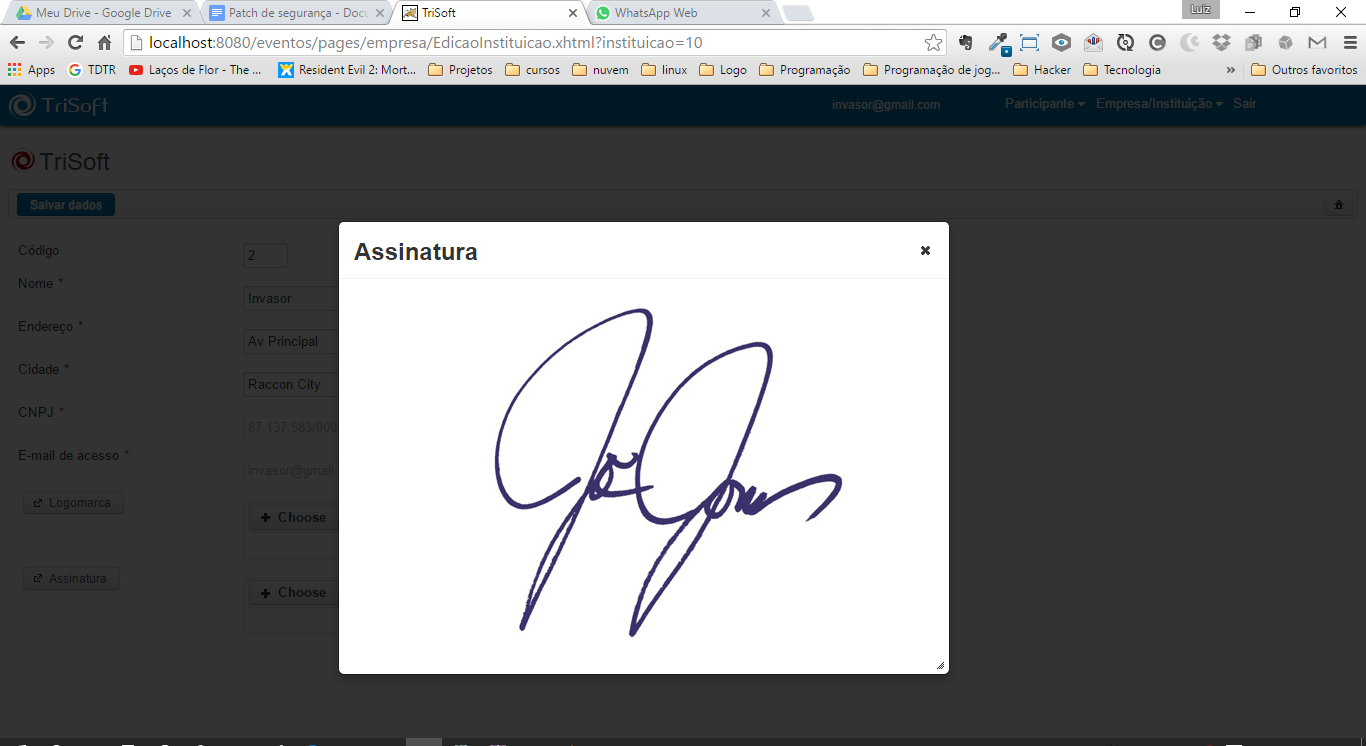 Meu Drive - Google Drive
Patch de segurança - Docu
TriSoft
WhatsApp Web
Luiz
localhost:8080/eventos/pages/empresa/EdicaoInstituicao.xhtml?instituicao=10
Apps
TDTR
Laços de Flor - The ...
Resident Evil 2: Mort...
Projetos
cursos
nuvem
linux
Logo
Programação
Programação de jog...
Hacker
Tecnologia
»
Outros favoritos
TriSoft
invasor@gmail.com
Participante
Empresa/Instituição
Sair
TriSoft
Salvar dados
Assinatura
Código
2
Nome *
Invasor
Endereço *
Av Principal
Cidade *
Raccon City
CNPJ *
87.137.583/000
E-mail de acesso *
invasor@gmail.
Logomarca
Choose
Assinatura
Choose